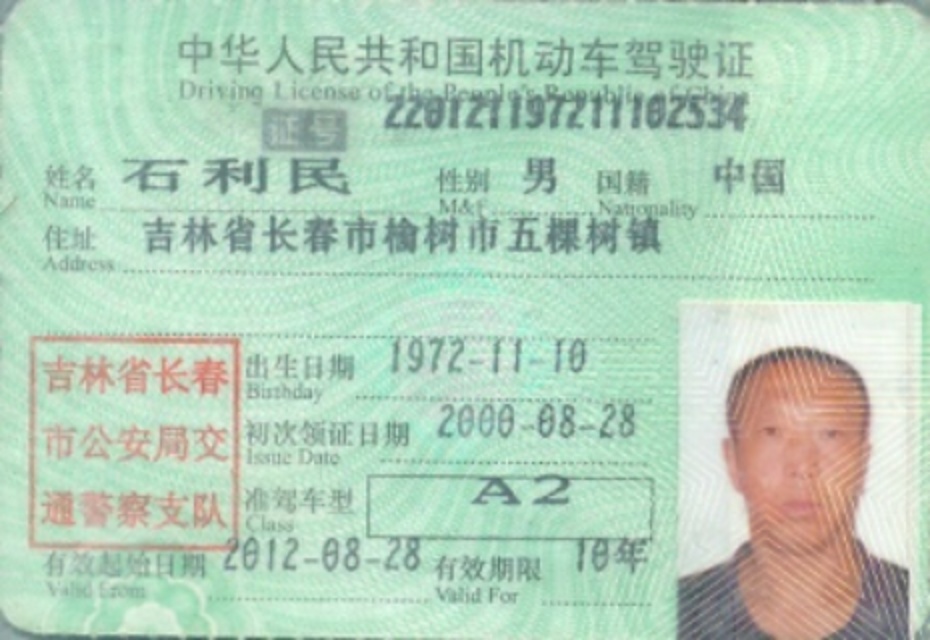 中华人民共和国机动车驾驶证
Driving License of the People's Republic of China
证号 220121197211102534
姓名 石利民 性别 男 国籍 中国
Name M&F Nationality
住址 吉林省长春市榆树市五棵树镇
Address
吉林省长春
市公安局交
通警察支队
出生日期 1972-11-10
Birthday
初次领证日期 2000-08-28
Issue Date
准驾车型 A2
Class
有效起始日期 2012-08-28 有效期限 10年
Valid From Valid For